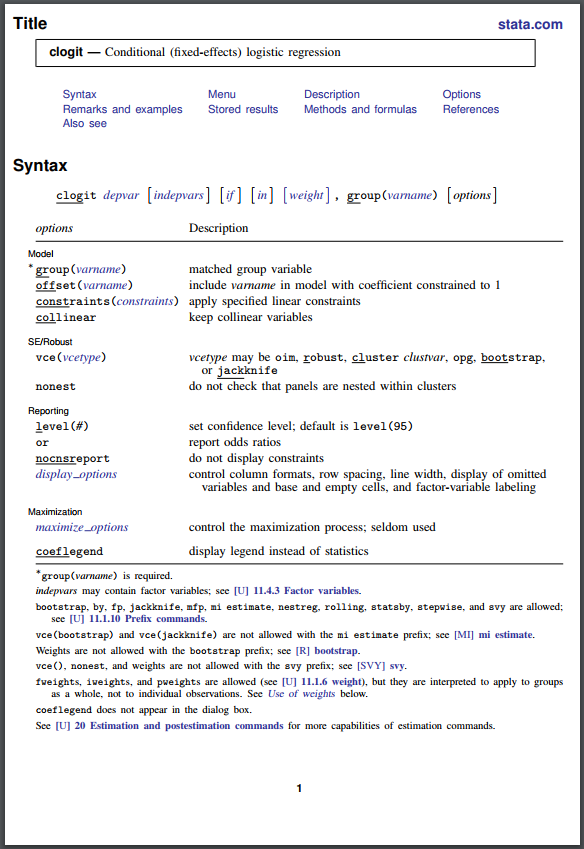 Title stata.com
clogit — Conditional (fixed-effects) logistic regression
Syntax Menu Description Options
Remarks and examples Stored results Methods and formulas References
Also see
Syntax
clogit depvar [indepvars] [if] [in] [weight] , group(varname) [options]
options Description
Model
*group(varname) matched group variable
offset(varname) include varname in model with coefficient constrained to 1
constraints(constraints) apply specified linear constraints
collinear keep collinear variables
SE/Robust
vce(vcetype) vcetype may be oim, robust, cluster clustvar, opg, bootstrap,
or jackknife
nonest do not check that panels are nested within clusters
Reporting
level(#) set confidence level; default is level(95)
or report odds ratios
nocnsreport do not display constraints
display_options control column formats, row spacing, line width, display of omitted
variables and base and empty cells, and factor-variable labeling
Maximization
maximize_options control the maximization process; seldom used
coeflegend display legend instead of statistics
*group(varname) is required.
indepvars may contain factor variables; see [U] 11.4.3 Factor variables.
bootstrap, by, fp, jackknife, mfp, mi estimate, nestreg, rolling, statsby, stepwise, and svy are allowed;
see [U] 11.1.10 Prefix commands.
vce(bootstrap) and vce(jackknife) are not allowed with the mi estimate prefix; see [MI] mi estimate.
Weights are not allowed with the bootstrap prefix; see [R] bootstrap.
vce(), nonest, and weights are not allowed with the svy prefix; see [SVY] svy.
fweights, iweights, and pweights are allowed (see [U] 11.1.6 weight), but they are interpreted to apply to groups
as a whole, not to individual observations. See Use of weights below.
coeflegend does not appear in the dialog box.
See [U] 20 Estimation and postestimation commands for more capabilities of estimation commands.
1